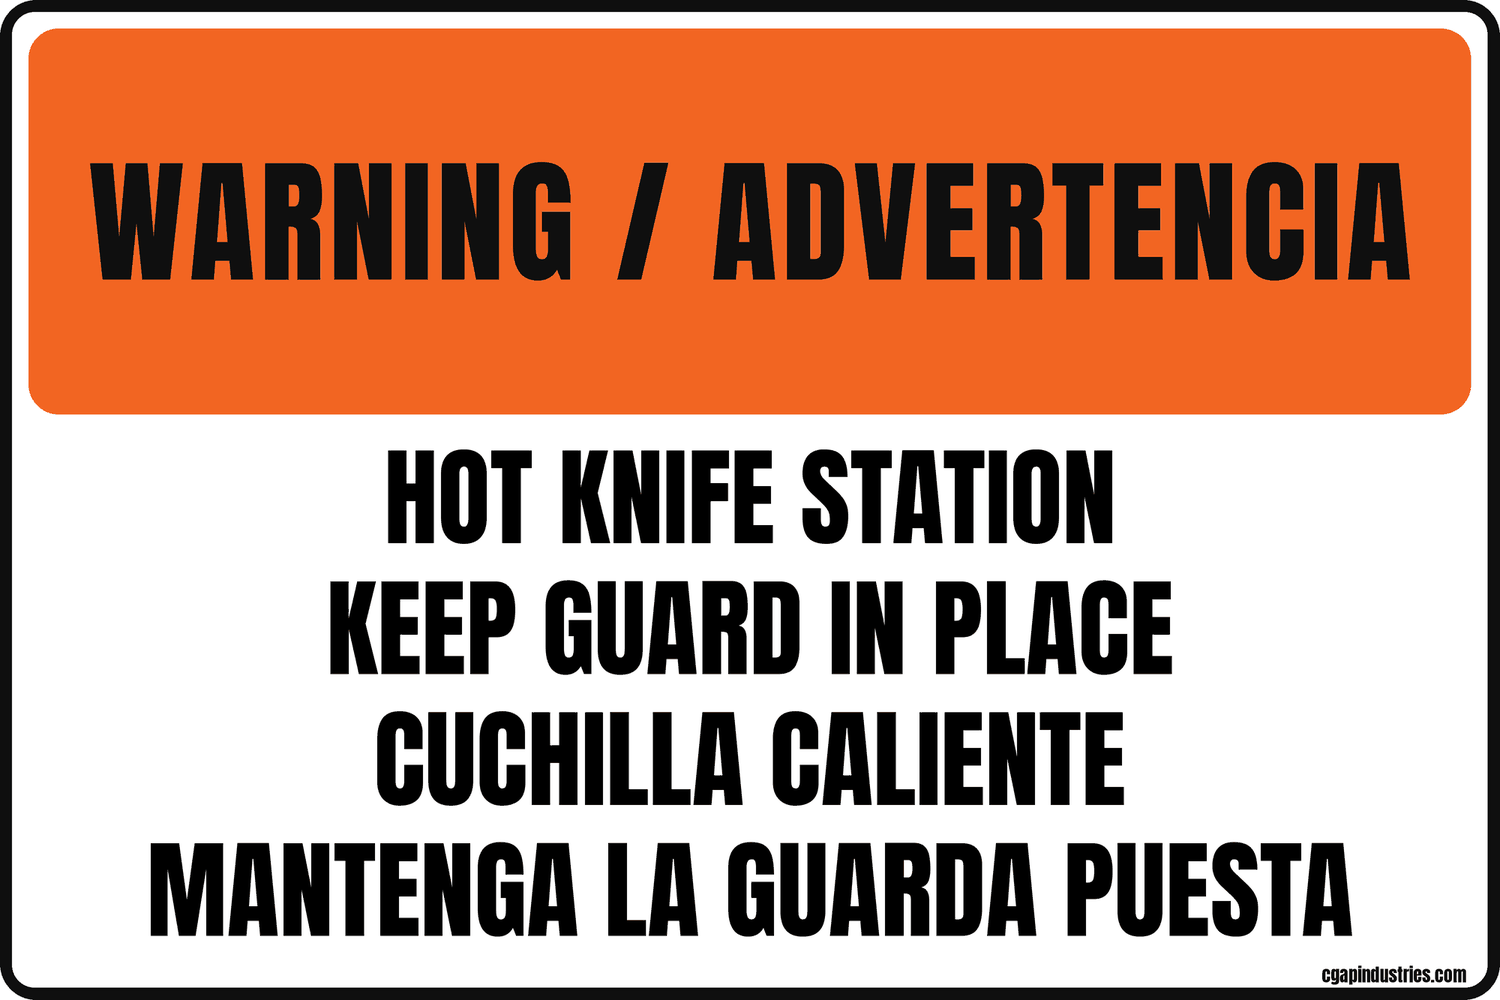 WARNING / ADVERTENCIA
HOT KNIFE STATION
KEEP GUARD IN PLACE
CUCHILLA CALIENTE
MANTENGA LA GUARDA PUESTA
cgapindustries.com